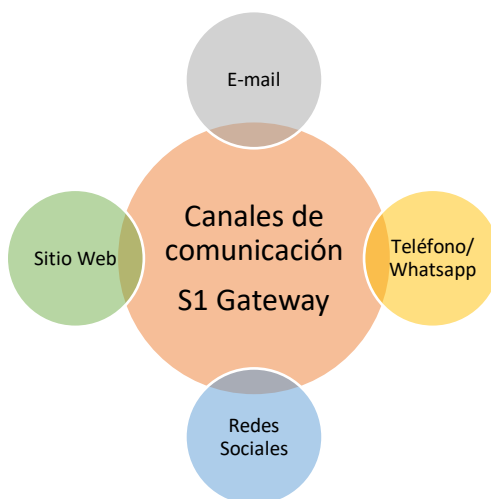 E-mail
Canales de
comunicación
S1 Gateway
Sitio Web
Teléfono/
Whatsapp
Redes
Sociales